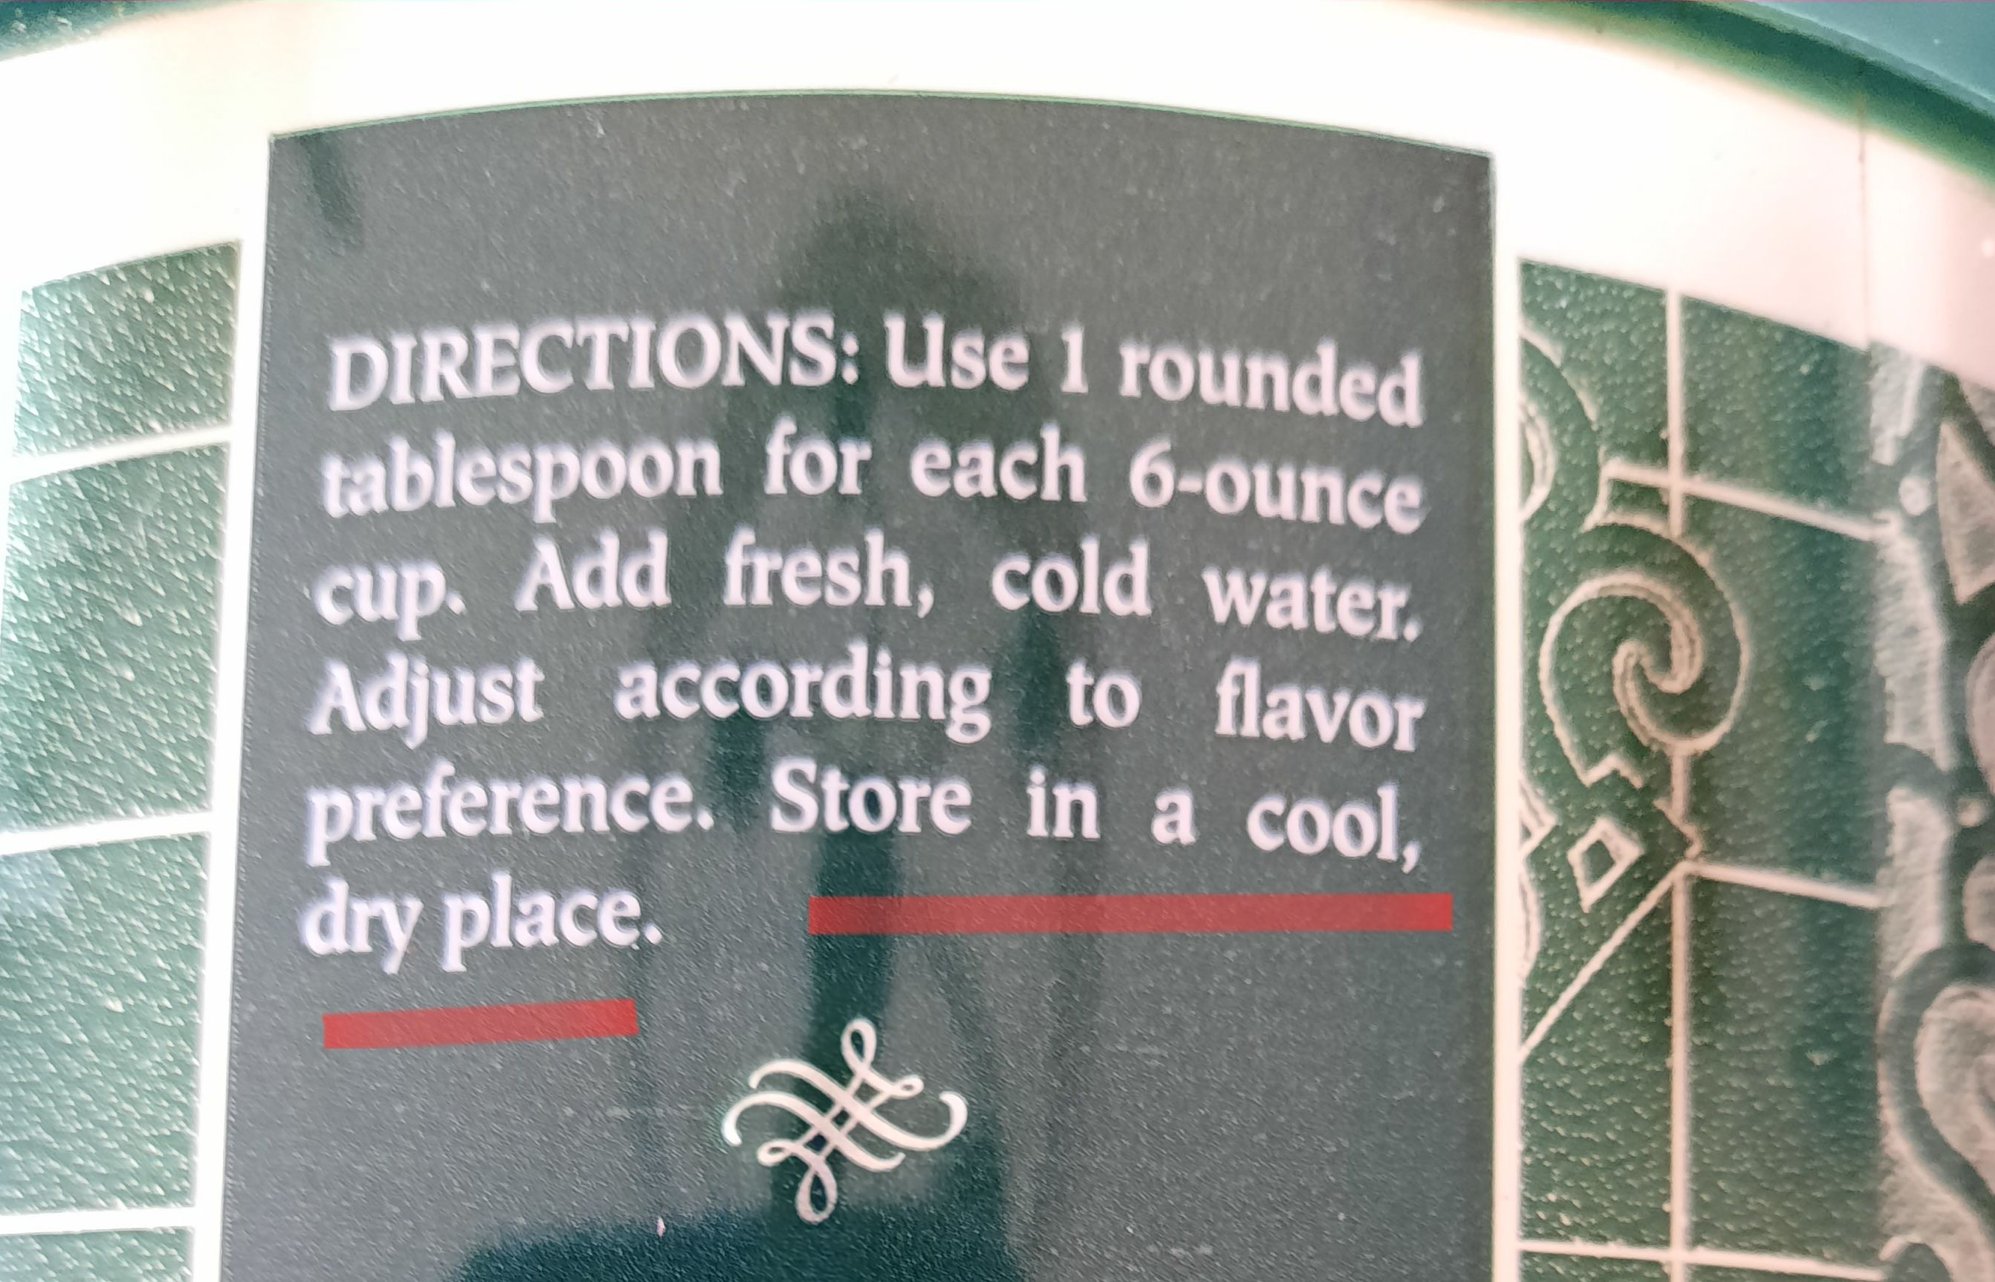 DIRECTIONS: Use 1 rounded
tablespoon for each 6-ounce
cup. Add fresh, cold water.
Adjust according to flavor
preference. Store in a cool,
dry place.